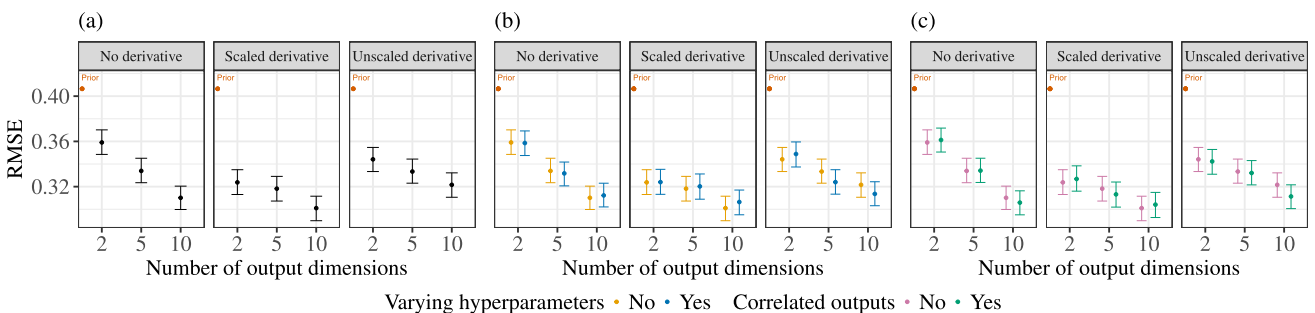 (a) (b) (c)
No derivative Scaled derivative Unscaled derivative No derivative Scaled derivative Unscaled derivative No derivative Scaled derivative Unscaled derivative
Prior Prior Prior Prior Prior Prior Prior Prior Prior
0.40
0.36
0.32
RMSE
2 5 10 2 5 10 2 5 10 2 5 10 2 5 10 2 5 10 2 5 10 2 5 10 2 5 10
Number of output dimensions Number of output dimensions Number of output dimensions
Varying hyperparameters No Yes Correlated outputs No Yes